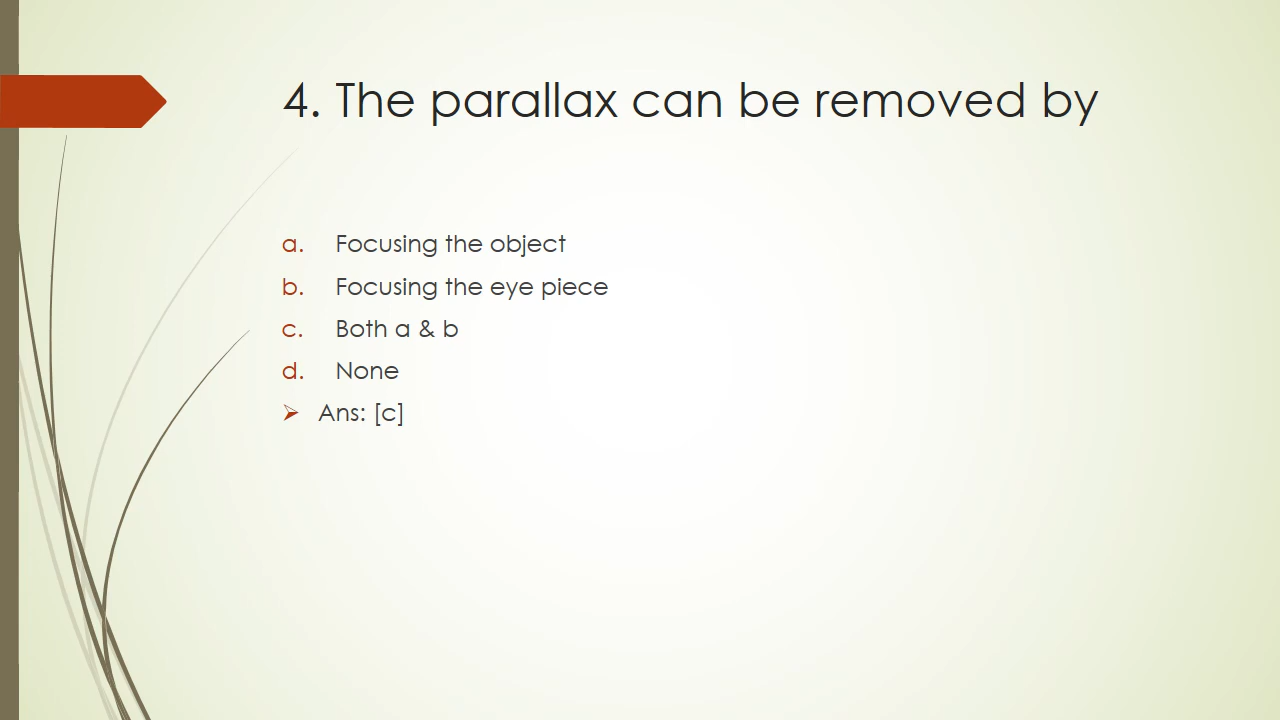 4. The parallax can be removed by
a. Focusing the object
b. Focusing the eye piece
c. Both a & b
d. None
Ans: [c]